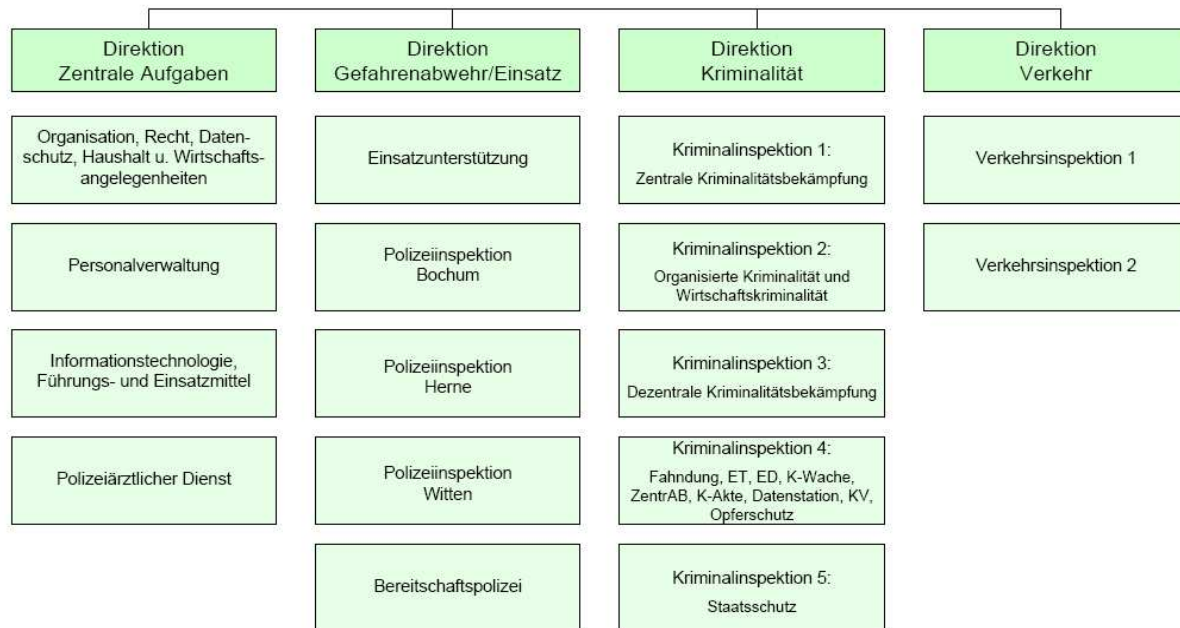 Direktion
Zentrale Aufgaben
Direktion
Gefahrenabwehr/Einsatz
Direktion
Kriminalität
Direktion
Verkehr
Organisation, Recht, Daten-
schutz, Haushalt u. Wirtschafts-
angelegenheiten
Einsatzunterstützung
Kriminalinspektion 1:
Zentrale Kriminalitätsbekämpfung
Verkehrsinspektion 1
Personalverwaltung
Polizeiinspektion
Bochum
Kriminalinspektion 2:
Organisierte Kriminalität und
Wirtschaftskriminalität
Verkehrsinspektion 2
Informationstechnologie,
Führungs- und Einsatzmittel
Polizeiinspektion
Herne
Kriminalinspektion 3:
Dezentrale Kriminalitätsbekämpfung
Polizeiärztlicher Dienst
Polizeiinspektion
Witten
Kriminalinspektion 4:
Fahndung, ET, ED, K-Wache,
ZentrAB, K-Akte, Datenstation, KV,
Opferschutz
Bereitschaftspolizei
Kriminalinspektion 5:
Staatsschutz